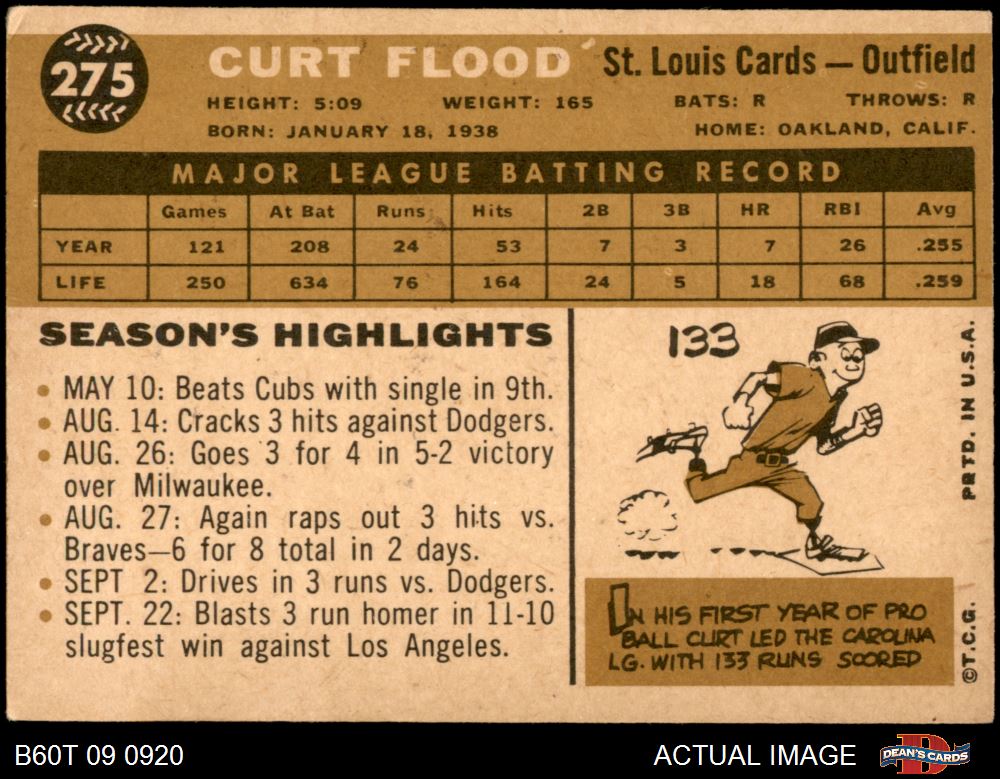 275
CURT FLOOD St. Louis Cards — Outfield
HEIGHT: 5:09 WEIGHT: 165 BATS: R THROWS: R
BORN: JANUARY 18, 1938 HOME: OAKLAND, CALIF.
MAJOR LEAGUE BATTING RECORD
Games At Bat Runs Hits 2B 3B HR RBI Avg
YEAR 121 208 24 53 7 3 7 26 .255
LIFE 250 634 76 164 24 5 18 68 .259
SEASON'S HIGHLIGHTS
• MAY 10: Beats Cubs with single in 9th.
• AUG. 14: Cracks 3 hits against Dodgers.
• AUG. 26: Goes 3 for 4 in 5-2 victory
over Milwaukee.
• AUG. 27: Again raps out 3 hits vs.
Braves—6 for 8 total in 2 days.
• SEPT 2: Drives in 3 runs vs. Dodgers.
• SEPT. 22: Blasts 3 run homer in 11-10
slugfest win against Los Angeles.
133
IN HIS FIRST YEAR OF PRO
BALL CURT LED THE CAROLINA
LG. WITH 133 RUNS SCORED
PRTD. IN U.S.A.
©T.C.G.
B60T 09 0920
ACTUAL IMAGE
DEAN'S CARDS